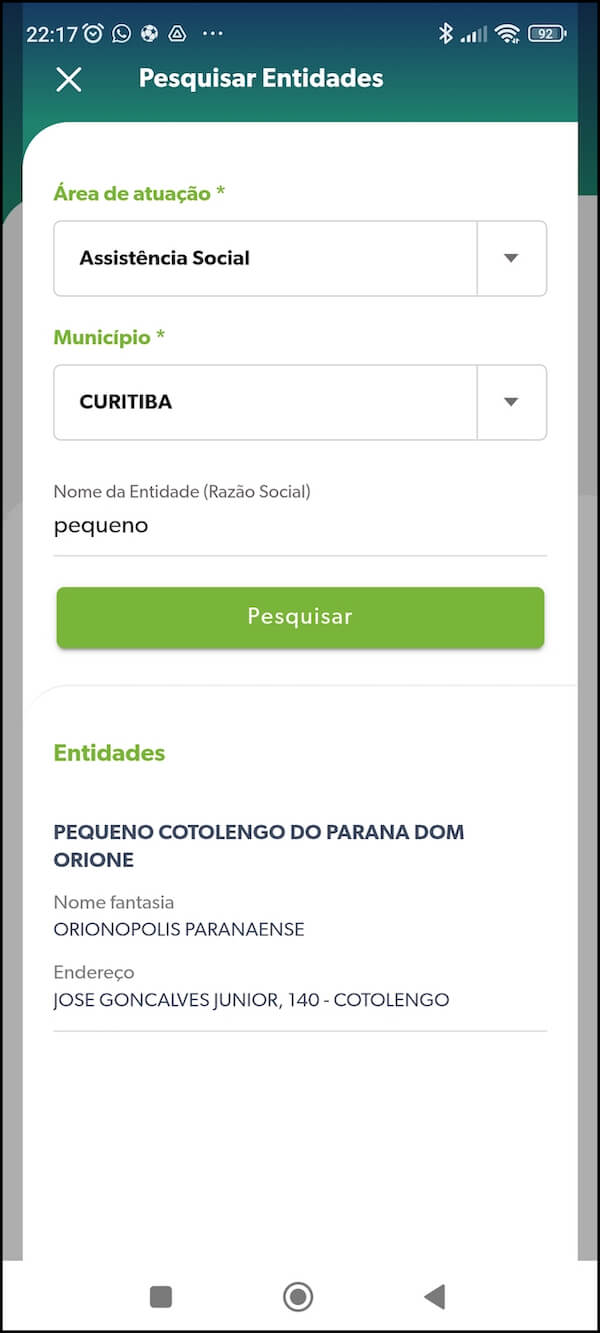 22:17 ... 92
Pesquisar Entidades
Área de atuação *
Assistência Social
Município *
CURITIBA
Nome da Entidade (Razão Social)
pequeno
Pesquisar
Entidades
PEQUENO COTOLENGO DO PARANA DOM
ORIONE
Nome fantasia
ORIONOPOLIS PARANAENSE
Endereço
JOSE GONCALVES JUNIOR, 140 - COTOLENGO